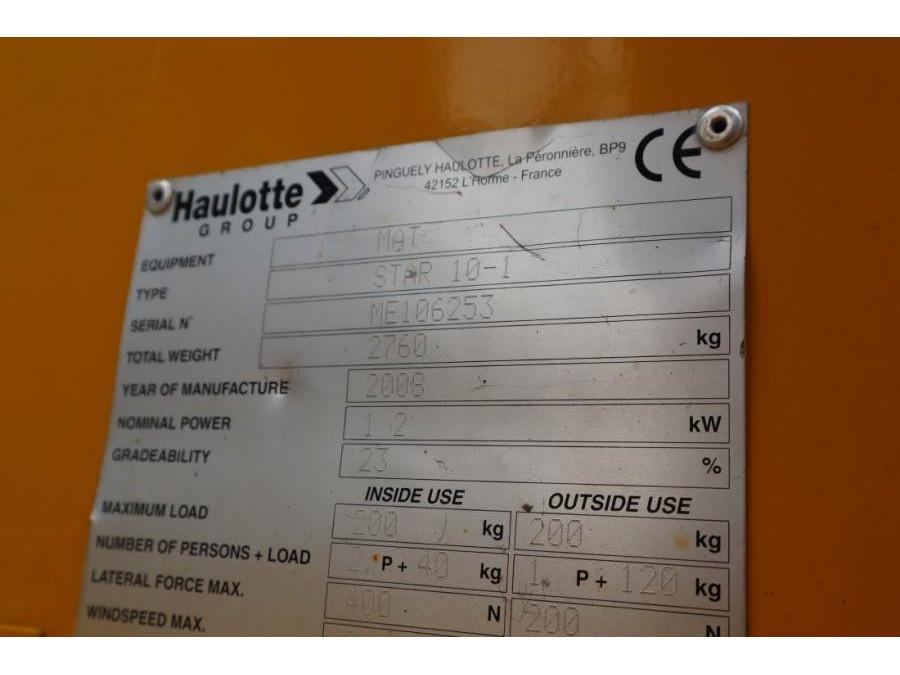 Haulotte
GROUP
PINGUELY HAULOTTE, La Péronnière, BP9
42152 L'Horme - France
CE
EQUIPMENT MAT
TYPE STAR 10-1
SERIAL N° ME106253
TOTAL WEIGHT 2760 kg
YEAR OF MANUFACTURE 2008
NOMINAL POWER 1.2 kW
GRADEABILITY 23 %
INSIDE USE OUTSIDE USE
MAXIMUM LOAD 200 kg 200 kg
NUMBER OF PERSONS + LOAD 2 P + 40 kg 1 P + 120 kg
LATERAL FORCE MAX. 400 N 200 N
WINDSPEED MAX.